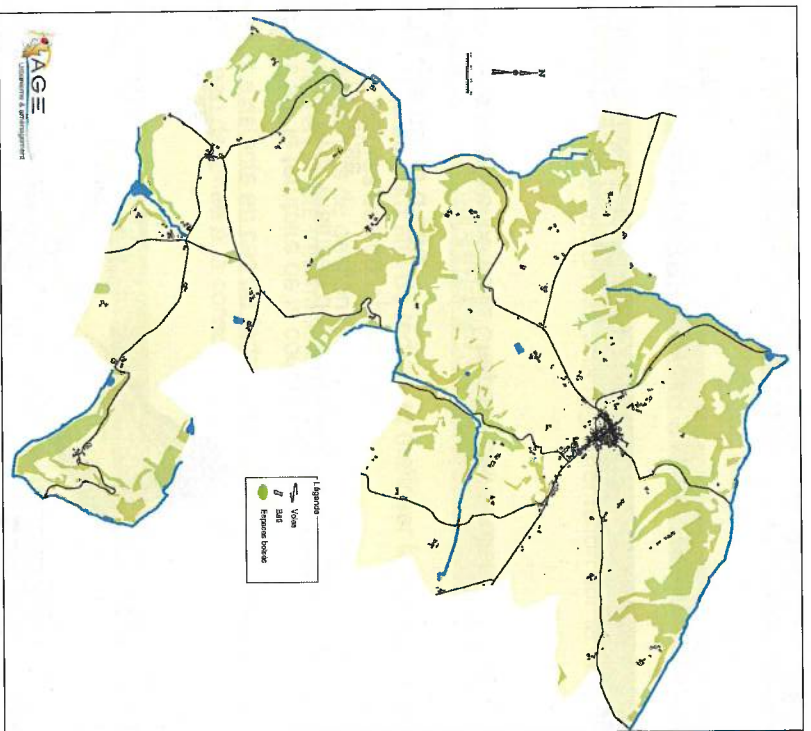 N
Légende
Voies
Bâti
Espaces boisés
AGE
urbanisme & aménagement